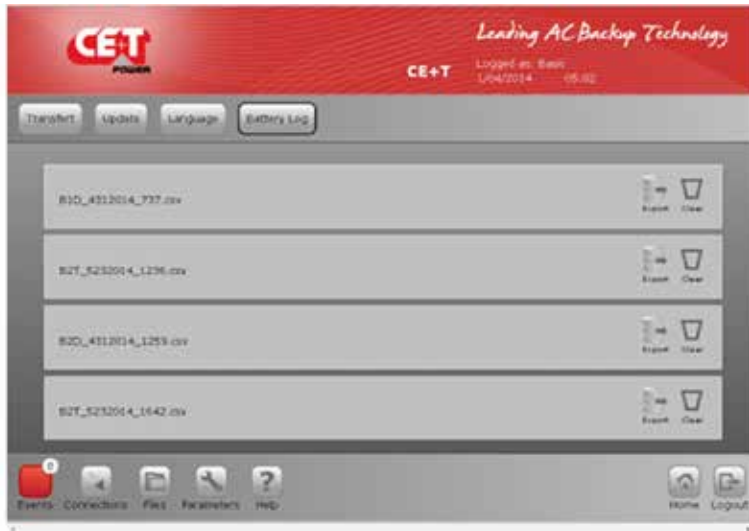 Leading AC Backup Technology
CE+T
POWER
CE+T
Logged as: Basic
1/04/2014 05:02
Transfert Update Language Battery Log
B1D_4312014_737.csv
Export Clear
B2T_5232014_1236.csv
Export Clear
B2D_4312014_1259.csv
Export Clear
B2T_5232014_1642.csv
Export Clear
0
Events Connections Files Parameters Help Home Logout